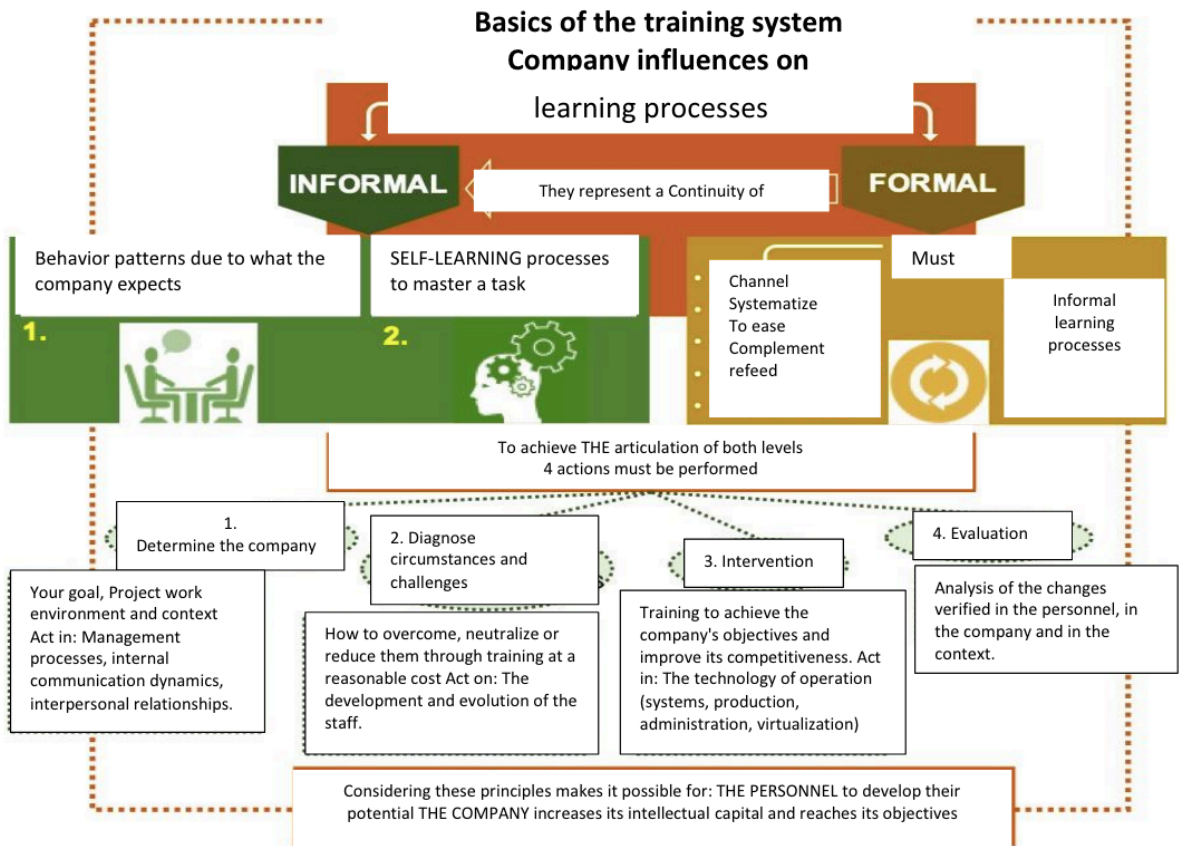 Basics of the training system
Company influences on
learning processes
INFORMAL
They represent a Continuity of
FORMAL
Behavior patterns due to what the
company expects
1.
SELF-LEARNING processes
to master a task
2.
Must
Channel
Systematize
To ease
Complement
refeed
Informal
learning
processes
To achieve THE articulation of both levels
4 actions must be performed
1.
Determine the company
Your goal, Project work
environment and context
Act in: Management
processes, internal
communication dynamics,
interpersonal relationships.
2. Diagnose
circumstances and
challenges
How to overcome, neutralize or
reduce them through training at a
reasonable cost Act on: The
development and evolution of the
staff.
3. Intervention
Training to achieve the
company's objectives and
improve its competitiveness. Act
in: The technology of operation
(systems, production,
administration, virtualization)
4. Evaluation
Analysis of the changes
verified in the personnel, in
the company and in the
context.
Considering these principles makes it possible for: THE PERSONNEL to develop their
potential THE COMPANY increases its intellectual capital and reaches its objectives